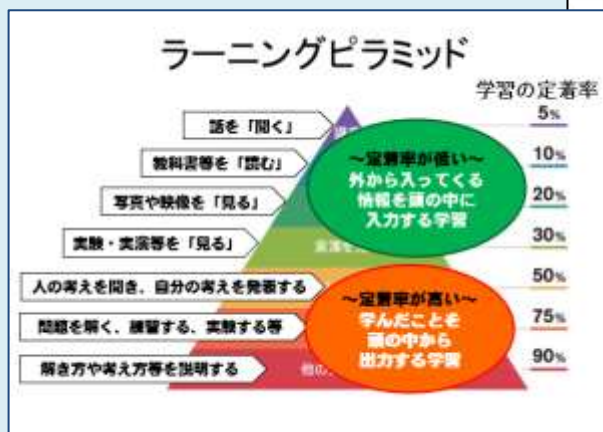 ラーニングピラミッド
学習の定着率
話を「聞く」
5%
教科書等を「読む」
10%
写真や映像を「見る」
20%
実験・実演等を「見る」
30%
人の考えを聞き、自分の考えを発表する
50%
問題を解く、練習する、実験する等
75%
解き方や考え方等を説明する
90%
～定着率が低い～
外から入ってくる
情報を頭の中に
入力する学習
～定着率が高い～
学んだことを
頭の中から
出力する学習
他の